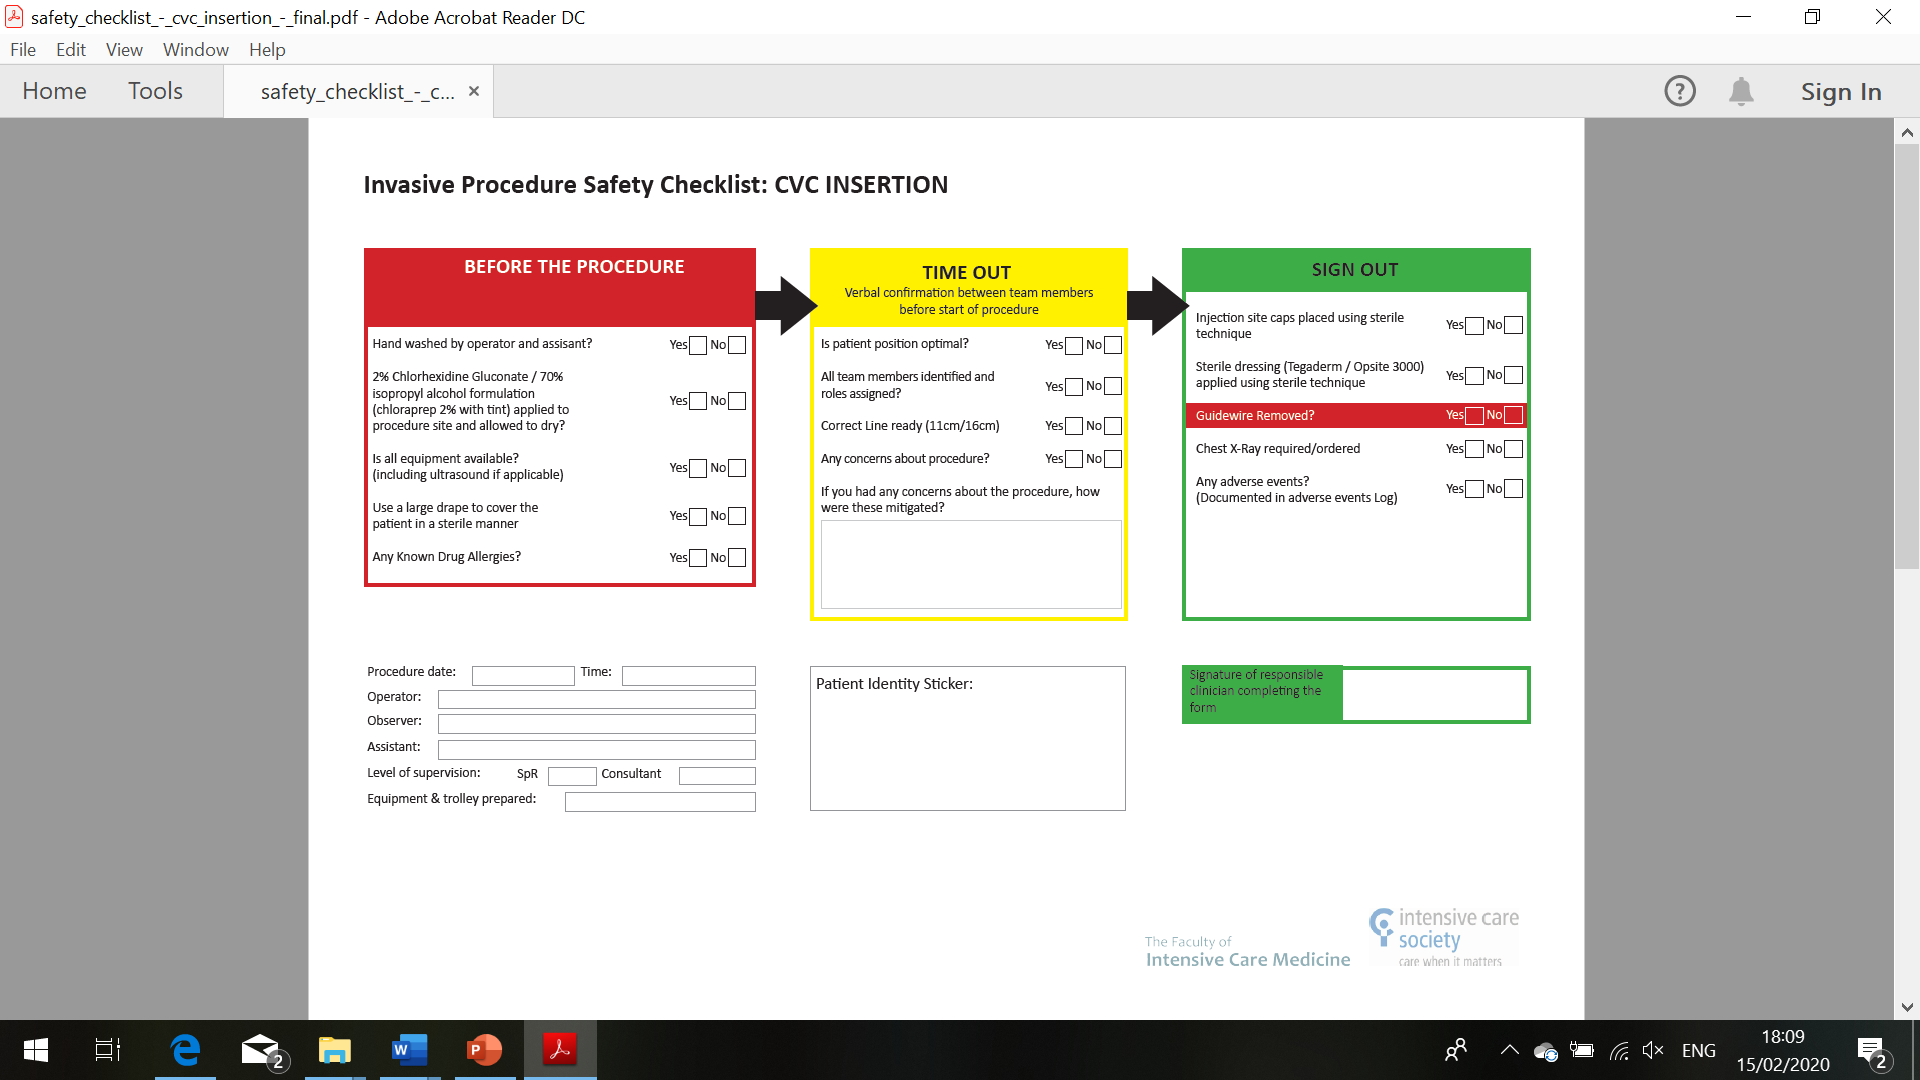 safety_checklist_-_cvc_insertion_-_final.pdf - Adobe Acrobat Reader DC
File Edit View Window Help
Home Tools safety_checklist_-_c... × ? Sign In
Invasive Procedure Safety Checklist: CVC INSERTION
BEFORE THE PROCEDURE
Hand washed by operator and assisant? Yes No
2% Chlorhexidine Gluconate / 70%
isopropyl alcohol formulation
(chloraprep 2% with tint) applied to
procedure site and allowed to dry? Yes No
Is all equipment available?
(including ultrasound if applicable) Yes No
Use a large drape to cover the
patient in a sterile manner Yes No
Any Known Drug Allergies? Yes No
TIME OUT
Verbal confirmation between team members
before start of procedure
Is patient position optimal? Yes No
All team members identified and
roles assigned? Yes No
Correct Line ready (11cm/16cm) Yes No
Any concerns about procedure? Yes No
If you had any concerns about the procedure, how
were these mitigated?
SIGN OUT
Injection site caps placed using sterile
technique Yes No
Sterile dressing (Tegaderm / Opsite 3000)
applied using sterile technique Yes No
Guidewire Removed? Yes No
Chest X-Ray required/ordered Yes No
Any adverse events?
(Documented in adverse events Log) Yes No
Procedure date: Time:
Operator:
Observer:
Assistant:
Level of supervision: SpR Consultant
Equipment & trolley prepared:
Patient Identity Sticker:
Signature of responsible
clinician completing the
form
The Faculty of
Intensive Care Medicine
intensive care
society
care when it matters
2
W
P
ENG
18:09
15/02/2020
2